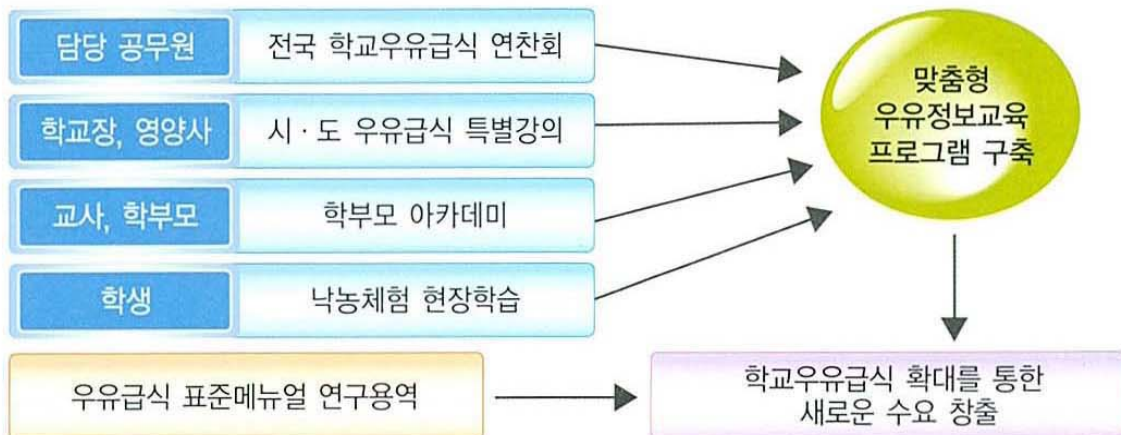 담당 공무원
전국 학교우유급식 연찬회
학교장, 영양사
시·도 우유급식 특별강의
교사, 학부모
학부모 아카데미
학생
낙농체험 현장학습
맞춤형
우유정보교육
프로그램 구축
우유급식 표준메뉴얼 연구용역
학교우유급식 확대를 통한
새로운 수요 창출